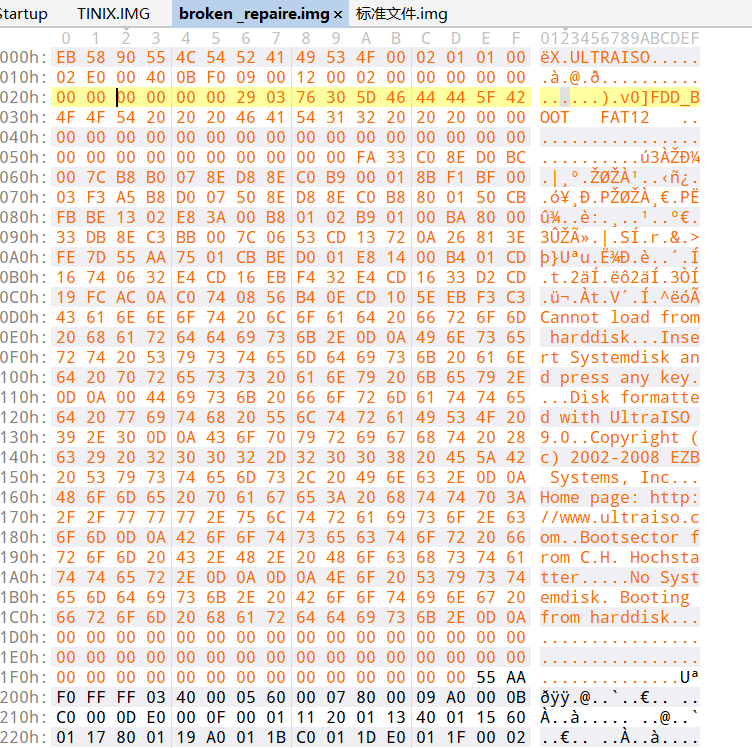 Startup TINIX.IMG broken _repaire.img × 标准文件.img
0 1 2 3 4 5 6 7 8 9 A B C D E F 0123456789ABCDEF
000h: EB 58 90 55 4C 54 52 41 49 53 4F 00 02 01 01 00 ëX.ULTRAISO.....
010h: 02 E0 00 40 0B F0 09 00 12 00 02 00 00 00 00 00 .à.@.ð..........
020h: 00 00 00 00 00 00 29 03 76 30 5D 46 44 44 5F 42 ......).v0]FDD_B
030h: 4F 4F 54 20 20 20 46 41 54 31 32 20 20 20 00 00 OOT   FAT12   ..
040h: 00 00 00 00 00 00 00 00 00 00 00 00 00 00 00 00 ................
050h: 00 00 00 00 00 00 00 00 00 00 FA 33 C0 8E D0 BC ..........ú3ÀŽÐ¼
060h: 00 7C B8 B0 07 8E D8 8E C0 B9 00 01 8B F1 BF 00 .|¸°.ŽØŽÀ¹..‹ñ¿.
070h: 03 F3 A5 B8 D0 07 50 8E D8 8E C0 B8 80 01 50 CB .ó¥¸Ð.PŽØŽÀ¸€.PË
080h: FB BE 13 02 E8 3A 00 B8 01 02 B9 01 00 BA 80 00 û¾..è:.¸..¹..º€.
090h: 33 DB 8E C3 BB 00 7C 06 53 CD 13 72 0A 26 81 3E 3ÛŽÃ».|.SÍ.r.&.>
0A0h: FE 7D 55 AA 75 01 CB BE D0 01 E8 14 00 B4 01 CD þ}Uªu.Ë¾Ð.è..´.Í
0B0h: 16 74 06 32 E4 CD 16 EB F4 32 E4 CD 16 33 D2 CD .t.2äÍ.ëô2äÍ.3ÒÍ
0C0h: 19 FC AC 0A C0 74 08 56 B4 0E CD 10 5E EB F3 C3 .ü¬.Àt.V´.Í.^ëóÃ
0D0h: 43 61 6E 6E 6F 74 20 6C 6F 61 64 20 66 72 6F 6D Cannot load from
0E0h: 20 68 61 72 64 64 69 73 6B 2E 0D 0A 49 6E 73 65  harddisk...Inse
0F0h: 72 74 20 53 79 73 74 65 6D 64 69 73 6B 20 61 6E rt Systemdisk an
100h: 64 20 70 72 65 73 73 20 61 6E 79 20 6B 65 79 2E d press any key.
110h: 0D 0A 00 44 69 73 6B 20 66 6F 72 6D 61 74 74 65 ...Disk formatte
120h: 64 20 77 69 74 68 20 55 6C 74 72 61 49 53 4F 20 d with UltraISO
130h: 39 2E 30 0D 0A 43 6F 70 79 72 69 67 68 74 20 28 9.0..Copyright (
140h: 63 29 20 32 30 30 32 2D 32 30 30 38 20 45 5A 42 c) 2002-2008 EZB
150h: 20 53 79 73 74 65 6D 73 2C 20 49 6E 63 2E 0D 0A  Systems, Inc...
160h: 48 6F 6D 65 20 70 61 67 65 3A 20 68 74 74 70 3A Home page: http:
170h: 2F 2F 77 77 77 2E 75 6C 74 72 61 69 73 6F 2E 63 //www.ultraiso.c
180h: 6F 6D 0D 0A 42 6F 6F 74 73 65 63 74 6F 72 20 66 om..Bootsector f
190h: 72 6F 6D 20 43 2E 48 2E 20 48 6F 63 68 73 74 61 rom C.H. Hochsta
1A0h: 74 74 65 72 2E 0D 0A 0D 0A 4E 6F 20 53 79 73 74 tter.....No Syst
1B0h: 65 6D 64 69 73 6B 2E 20 42 6F 6F 74 69 6E 67 20 emdisk. Booting
1C0h: 66 72 6F 6D 20 68 61 72 64 64 69 73 6B 2E 0D 0A from harddisk...
1D0h: 00 00 00 00 00 00 00 00 00 00 00 00 00 00 00 00 ................
1E0h: 00 00 00 00 00 00 00 00 00 00 00 00 00 00 00 00 ................
1F0h: 00 00 00 00 00 00 00 00 00 00 00 00 00 00 55 AA ..............Uª
200h: F0 FF FF 03 40 00 05 60 00 07 80 00 09 A0 00 0B ðÿÿ.@..`..€.. ..
210h: C0 00 0D E0 00 0F 00 01 11 20 01 13 40 01 15 60 À..à..... ..@..`
220h: 01 17 80 01 19 A0 01 1B C0 01 1D E0 01 1F 00 02 ..€.. ..À..à....